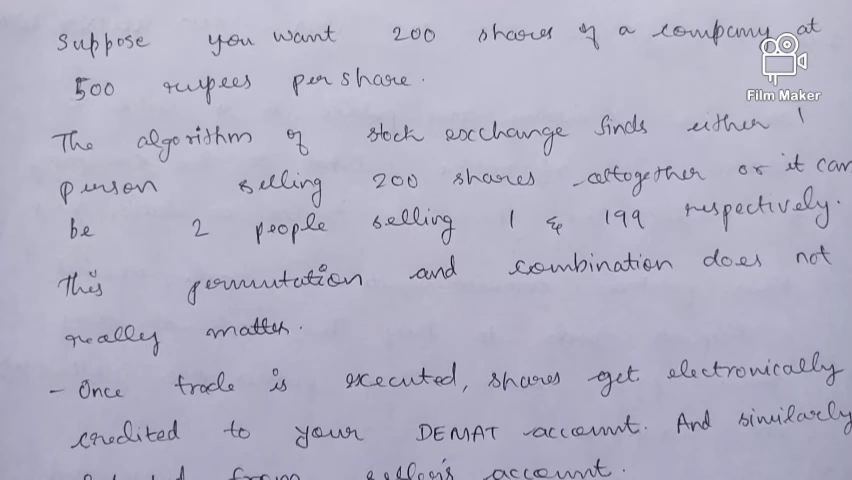 Suppose you want 200 shares of a company at
500 rupees per share.
Film Maker
The algorithm of stock exchange finds either 1
person selling 200 shares altogether or it can
be 2 people selling 1 & 199 respectively.
This permutation and combination does not
really matter.
- Once trade is executed, shares get electronically
credited to your DEMAT account. And similarly
from seller's account.